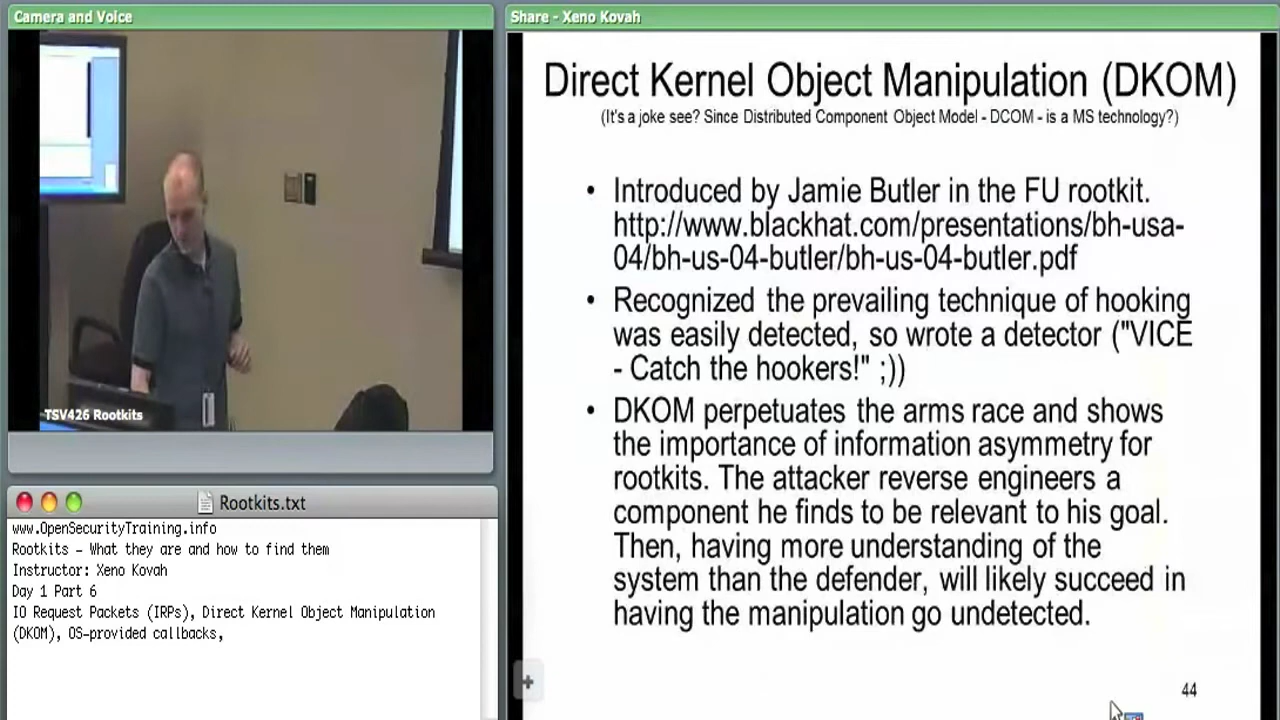 Camera and Voice
TSV426 Rootkits
Rootkits.txt
www.OpenSecurityTraining.info
Rootkits - What they are and how to find them
Instructor: Xeno Kovah
Day 1 Part 6
IO Request Packets (IRPs), Direct Kernel Object Manipulation
(DKOM), OS-provided callbacks,
Share - Xeno Kovah
Direct Kernel Object Manipulation (DKOM)
(It's a joke see? Since Distributed Component Object Model - DCOM - is a MS technology?)
• Introduced by Jamie Butler in the FU rootkit.
http://www.blackhat.com/presentations/bh-usa-
04/bh-us-04-butler/bh-us-04-butler.pdf
• Recognized the prevailing technique of hooking
was easily detected, so wrote a detector ("VICE
- Catch the hookers!" ;))
• DKOM perpetuates the arms race and shows
the importance of information asymmetry for
rootkits. The attacker reverse engineers a
component he finds to be relevant to his goal.
Then, having more understanding of the
system than the defender, will likely succeed in
having the manipulation go undetected.
44